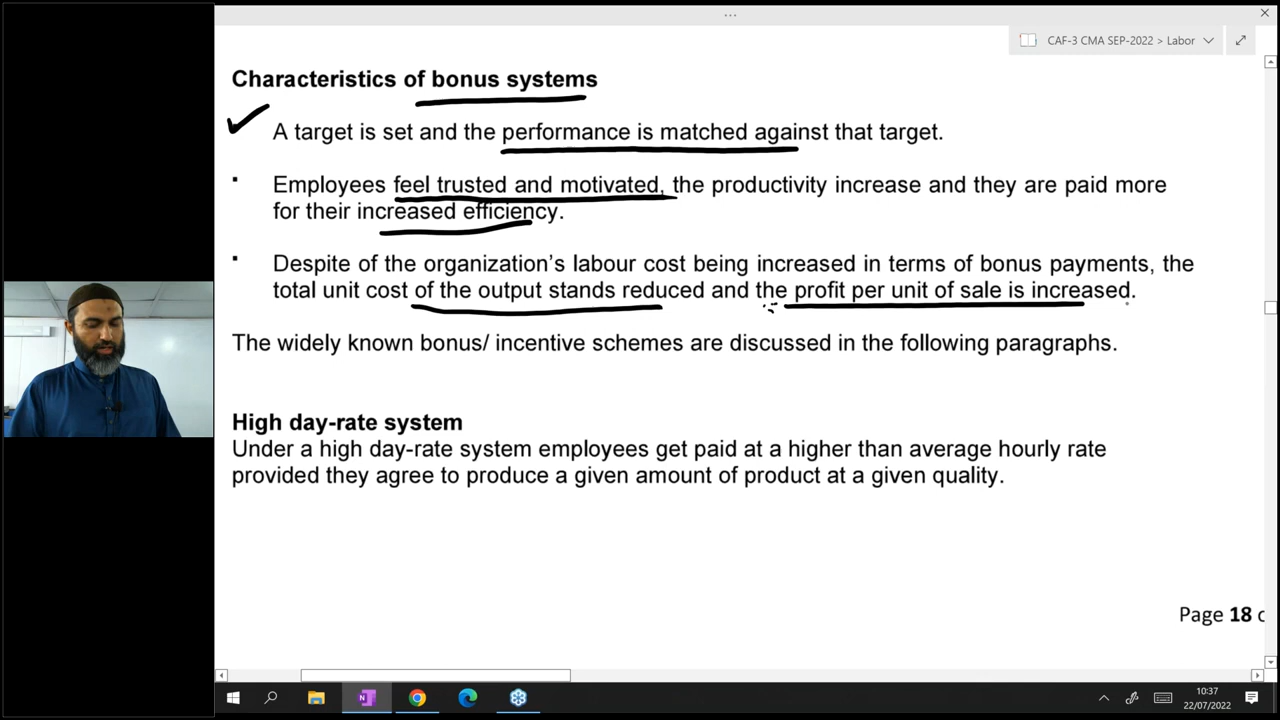 CAF-3 CMA SEP-2022 > Labor
Characteristics of bonus systems
A target is set and the performance is matched against that target.
Employees feel trusted and motivated, the productivity increase and they are paid more
for their increased efficiency.
Despite of the organization's labour cost being increased in terms of bonus payments, the
total unit cost of the output stands reduced and the profit per unit of sale is increased.
The widely known bonus/ incentive schemes are discussed in the following paragraphs.
High day-rate system
Under a high day-rate system employees get paid at a higher than average hourly rate
provided they agree to produce a given amount of product at a given quality.
Page 18
10:37
22/07/2022